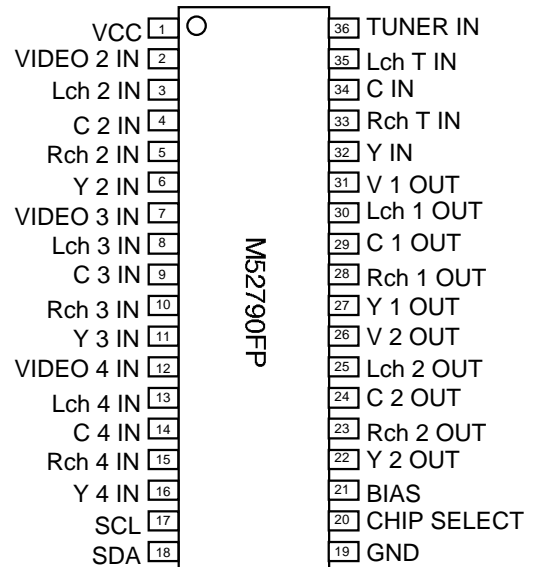 VCC 1 36 TUNER IN
VIDEO 2 IN 2 35 Lch T IN
Lch 2 IN 3 34 C IN
C 2 IN 4 33 Rch T IN
Rch 2 IN 5 32 Y IN
Y 2 IN 6 31 V 1 OUT
VIDEO 3 IN 7 30 Lch 1 OUT
Lch 3 IN 8 29 C 1 OUT
C 3 IN 9 28 Rch 1 OUT
Rch 3 IN 10 27 Y 1 OUT
Y 3 IN 11 26 V 2 OUT
VIDEO 4 IN 12 25 Lch 2 OUT
Lch 4 IN 13 24 C 2 OUT
C 4 IN 14 23 Rch 2 OUT
Rch 4 IN 15 22 Y 2 OUT
Y 4 IN 16 21 BIAS
SCL 17 20 CHIP SELECT
SDA 18 19 GND
M52790FP